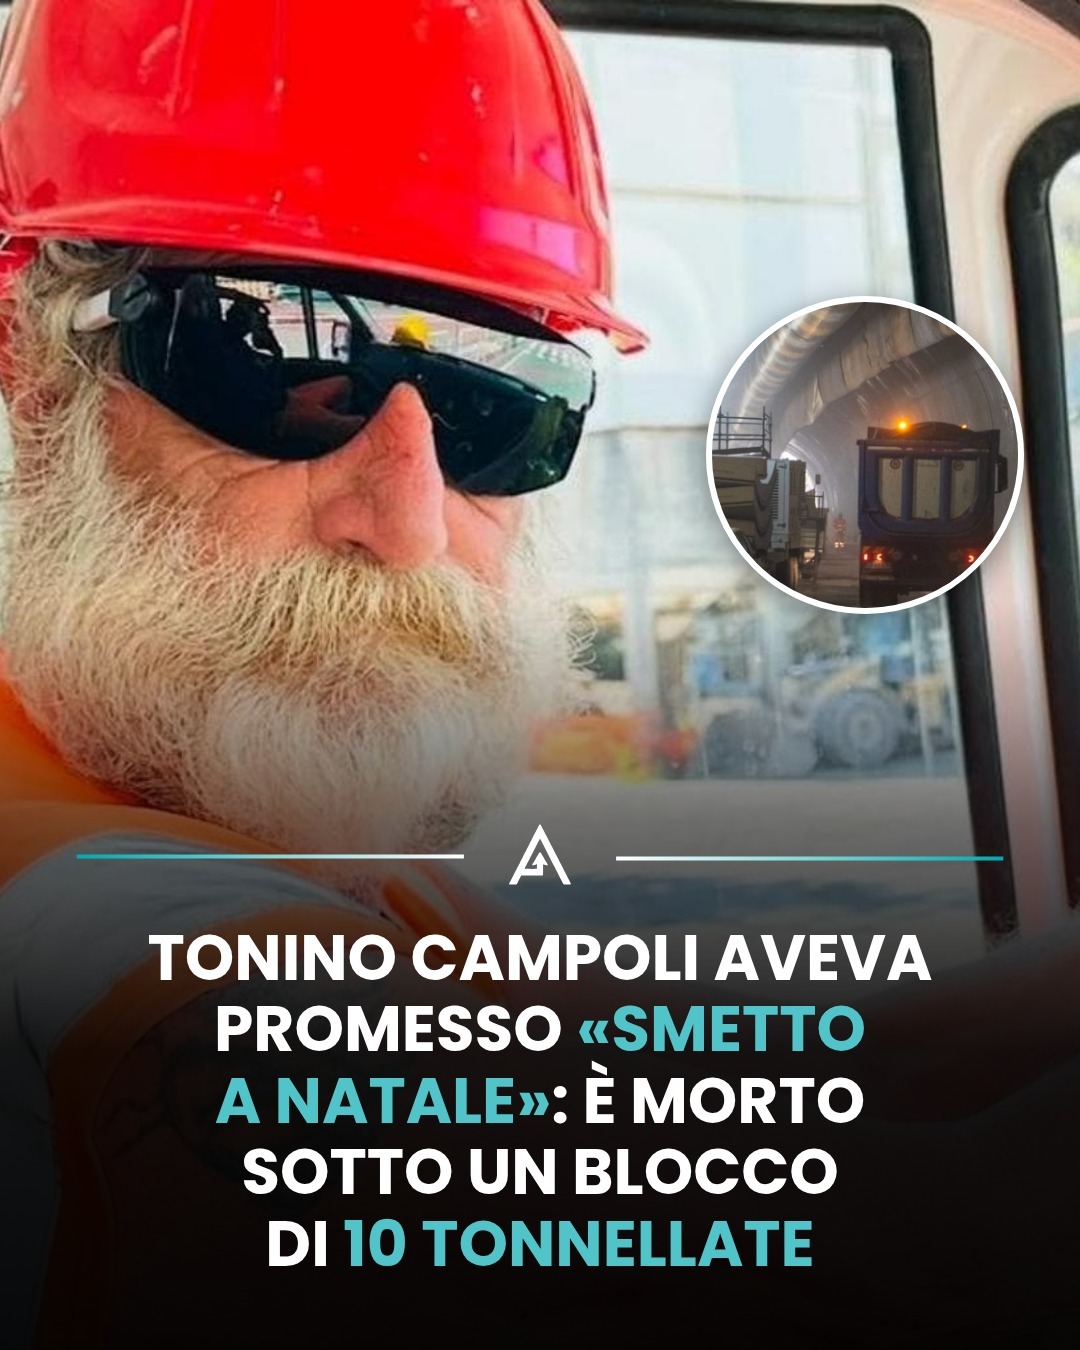 TONINO CAMPOLI AVEVA
PROMESSO «SMETTO
A NATALE»: È MORTO
SOTTO UN BLOCCO
DI 10 TONNELLATE